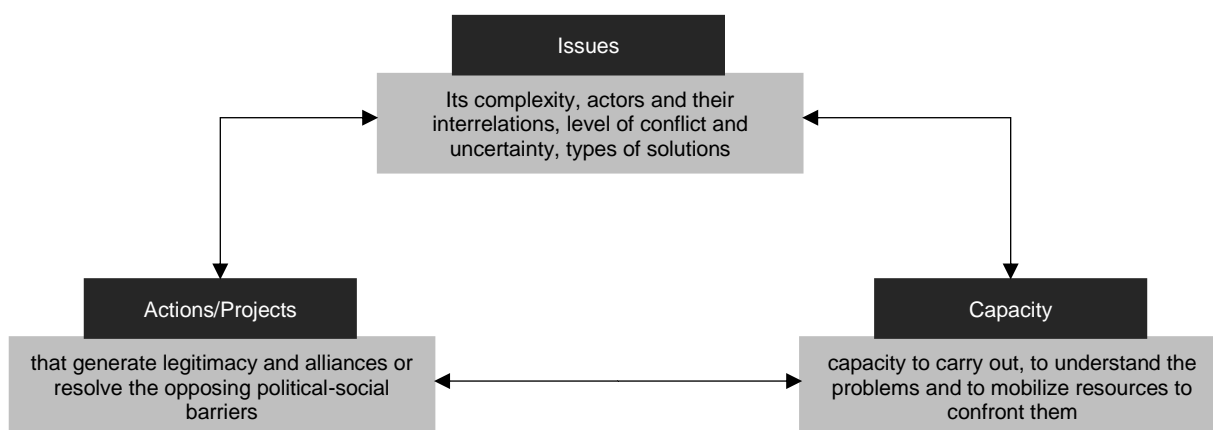 Issues
Its complexity, actors and their
interrelations, level of conflict and
uncertainty, types of solutions
Actions/Projects
that generate legitimacy and alliances or
resolve the opposing political-social
barriers
Capacity
capacity to carry out, to understand the
problems and to mobilize resources to
confront them